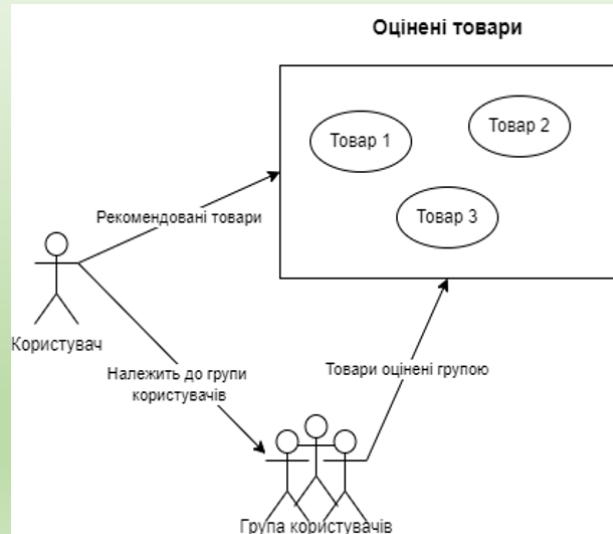 Оцінені товари
Товар 1
Товар 2
Товар 3
Рекомендовані товари
Користувач
Належить до групи
користувачів
Товари оцінені групою
Група користувачів